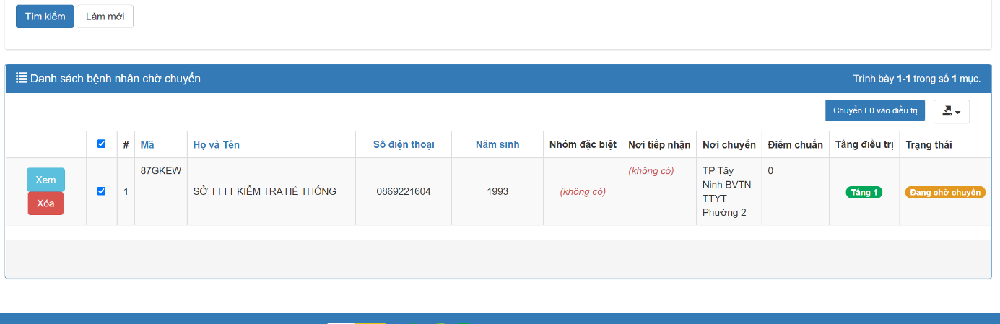 Tìm kiếm Làm mới
Danh sách bệnh nhân chờ chuyển
Trình bày 1-1 trong số 1 mục.
Chuyển F0 vào điều trị
# Mã Họ và Tên Số điện thoại Năm sinh Nhóm đặc biệt Nơi tiếp nhận Nơi chuyển Điểm chuẩn Tầng điều trị Trạng thái
Xem
Xóa
1
87GKEW
SỞ TTTT KIỂM TRA HỆ THỐNG
0869221604
1993
(không có)
(không có)
TP Tây
Ninh BVTN
TTYT
Phường 2
0
Tầng 1
Đang chờ chuyển